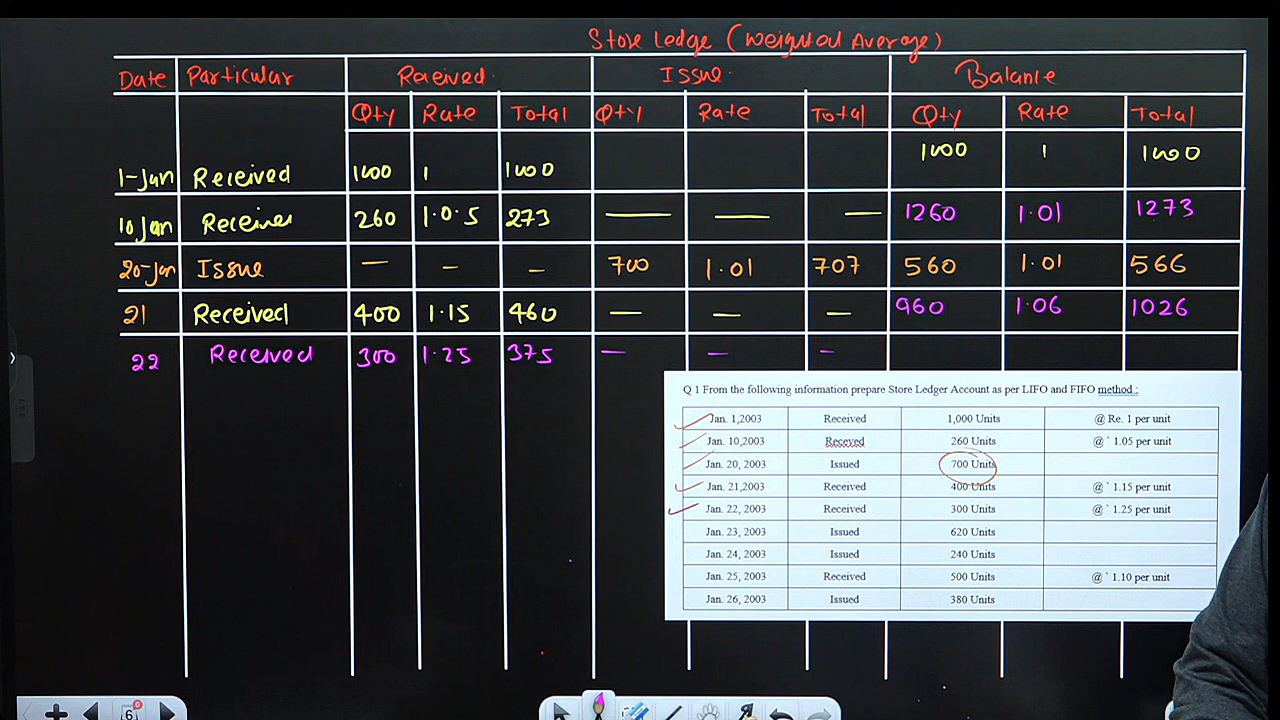 Store Ledge (Weighted Average)
Date Particular Received Issue Balance
Qty Rate Total Qty Rate Total Qty Rate Total
1-Jan Received 1000 1 1000 1000 1 1000
10 Jan Receiver 260 1.0.5 273 — — — 1260 1.01 1273
20-Jan Issue — - - 700 1.01 707 560 1.01 566
21 Received 400 1.15 460 — — — 960 1.06 1026
22 Received 300 1.25 375 — — -
Q 1 From the following information prepare Store Ledger Account as per LIFO and FIFO method :
Jan. 1,2003 Received 1,000 Units @ Re. 1 per unit
Jan. 10,2003 Receved 260 Units @ ` 1.05 per unit
Jan. 20, 2003 Issued 700 Units
Jan. 21,2003 Received 400 Units @ ` 1.15 per unit
Jan. 22, 2003 Received 300 Units @ ` 1.25 per unit
Jan. 23, 2003 Issued 620 Units
Jan. 24, 2003 Issued 240 Units
Jan. 25, 2003 Received 500 Units @ ` 1.10 per unit
Jan. 26, 2003 Issued 380 Units
6 0